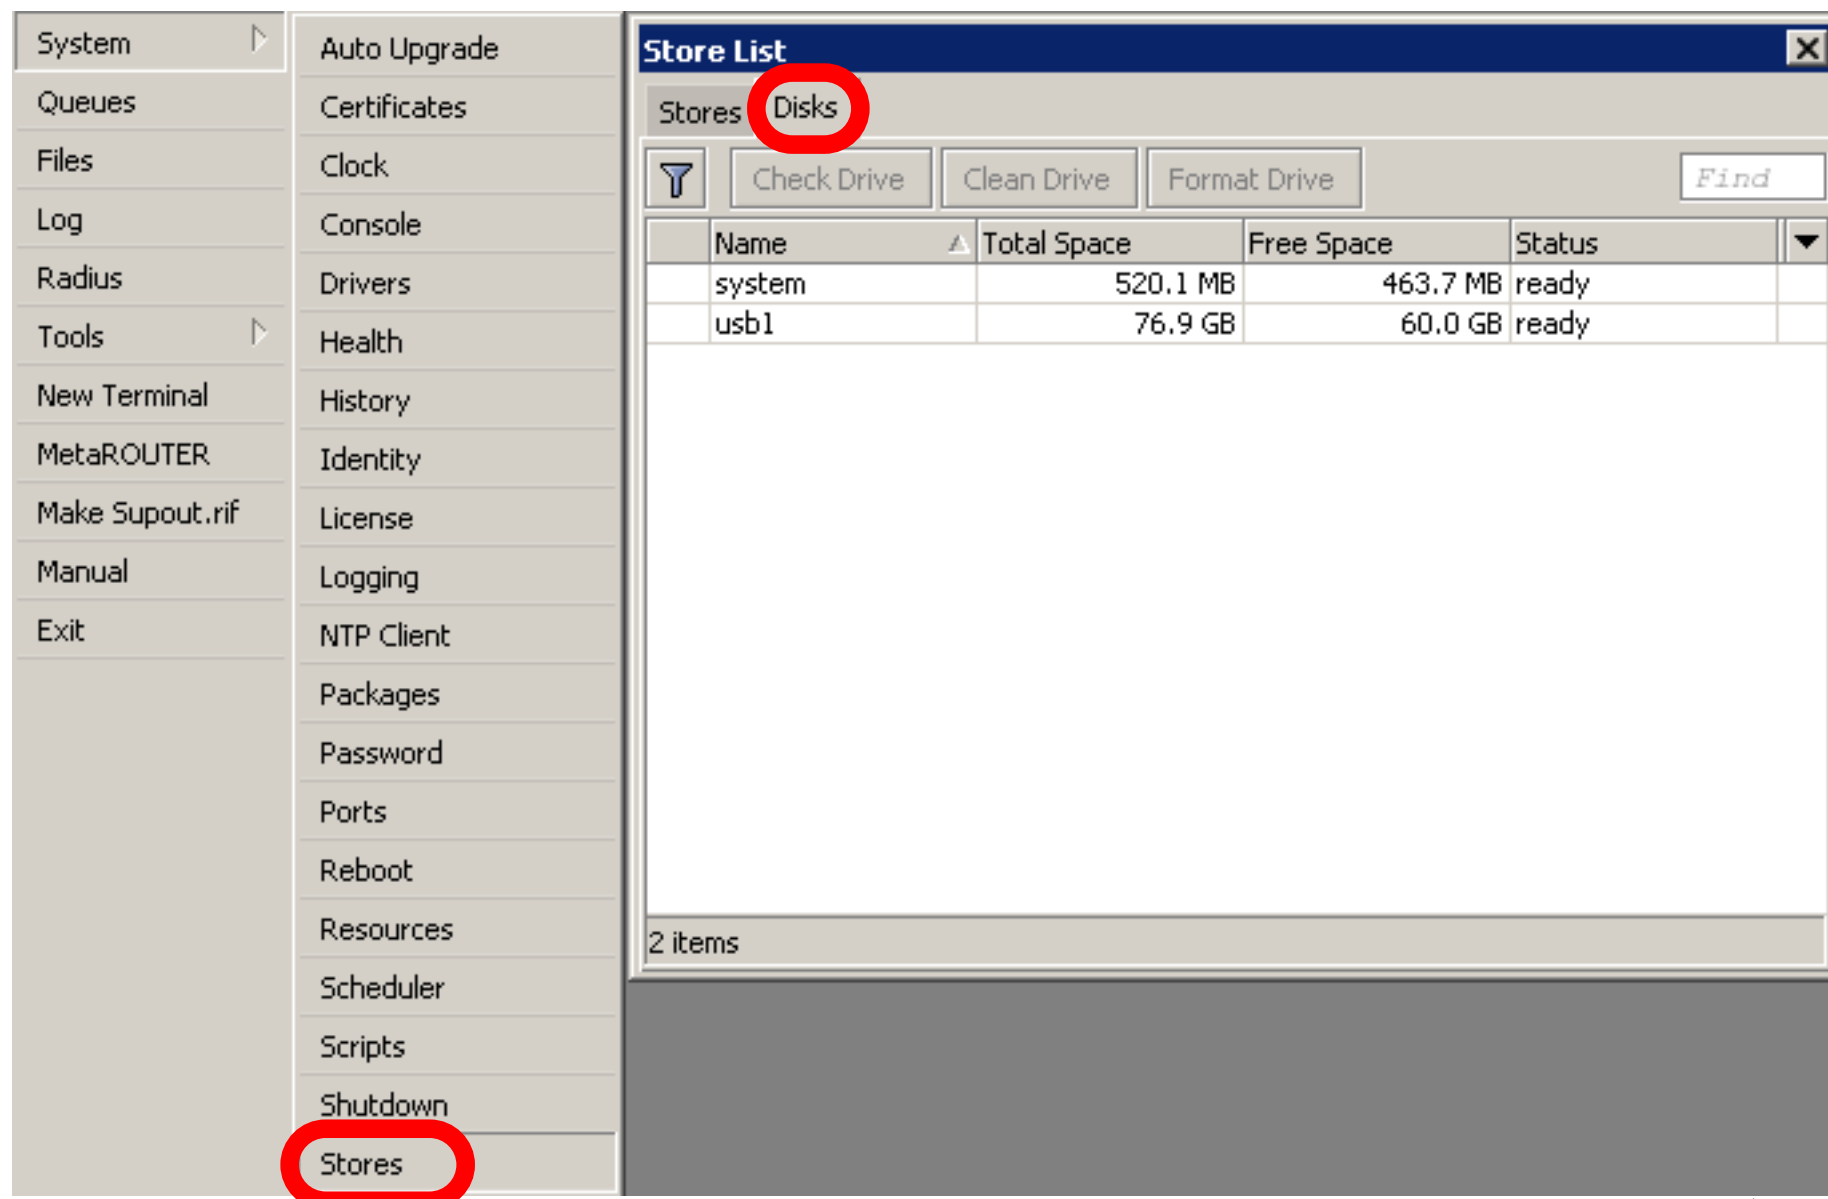 System
Queues
Files
Log
Radius
Tools
New Terminal
MetaROUTER
Make Supout.rif
Manual
Exit
Auto Upgrade
Certificates
Clock
Console
Drivers
Health
History
Identity
License
Logging
NTP Client
Packages
Password
Ports
Reboot
Resources
Scheduler
Scripts
Shutdown
Stores
Store List
Stores Disks
Check Drive Clean Drive Format Drive Find
Name Total Space Free Space Status
system 520.1 MB 463.7 MB ready
usb1 76.9 GB 60.0 GB ready
2 items